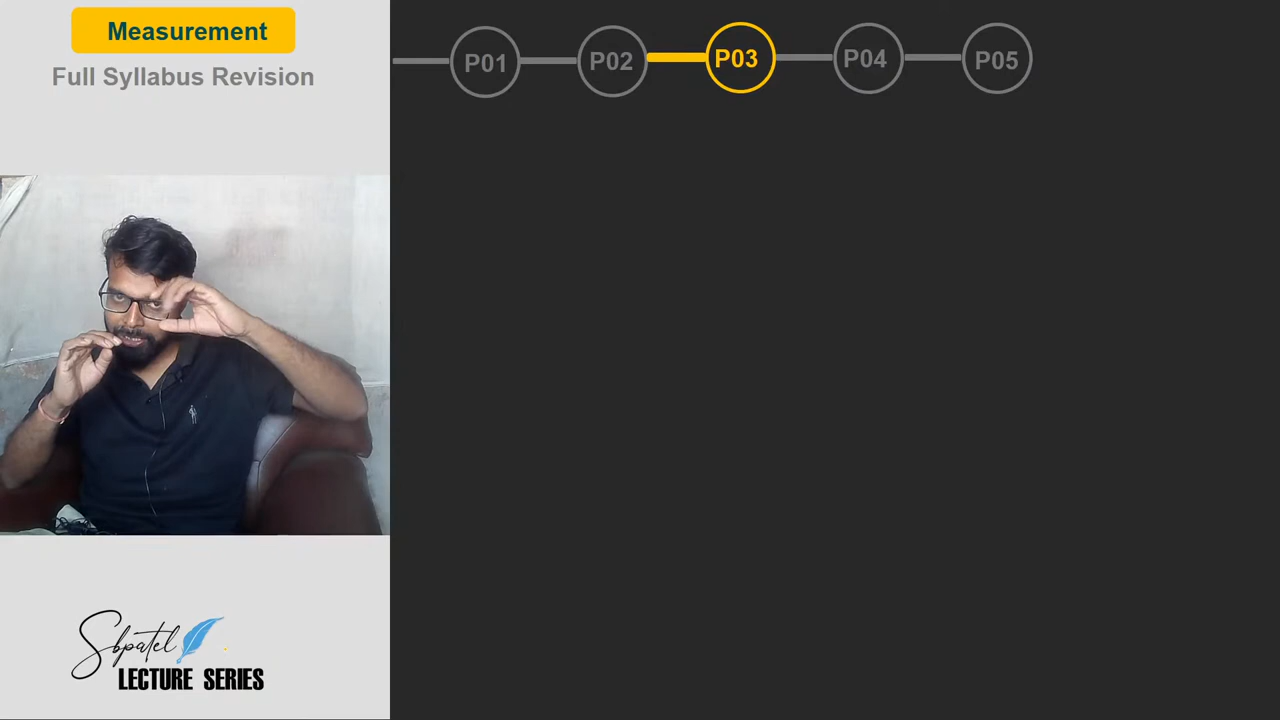 Measurement
Full Syllabus Revision
P01
P02
P03
P04
P05
Sbpatel
LECTURE SERIES